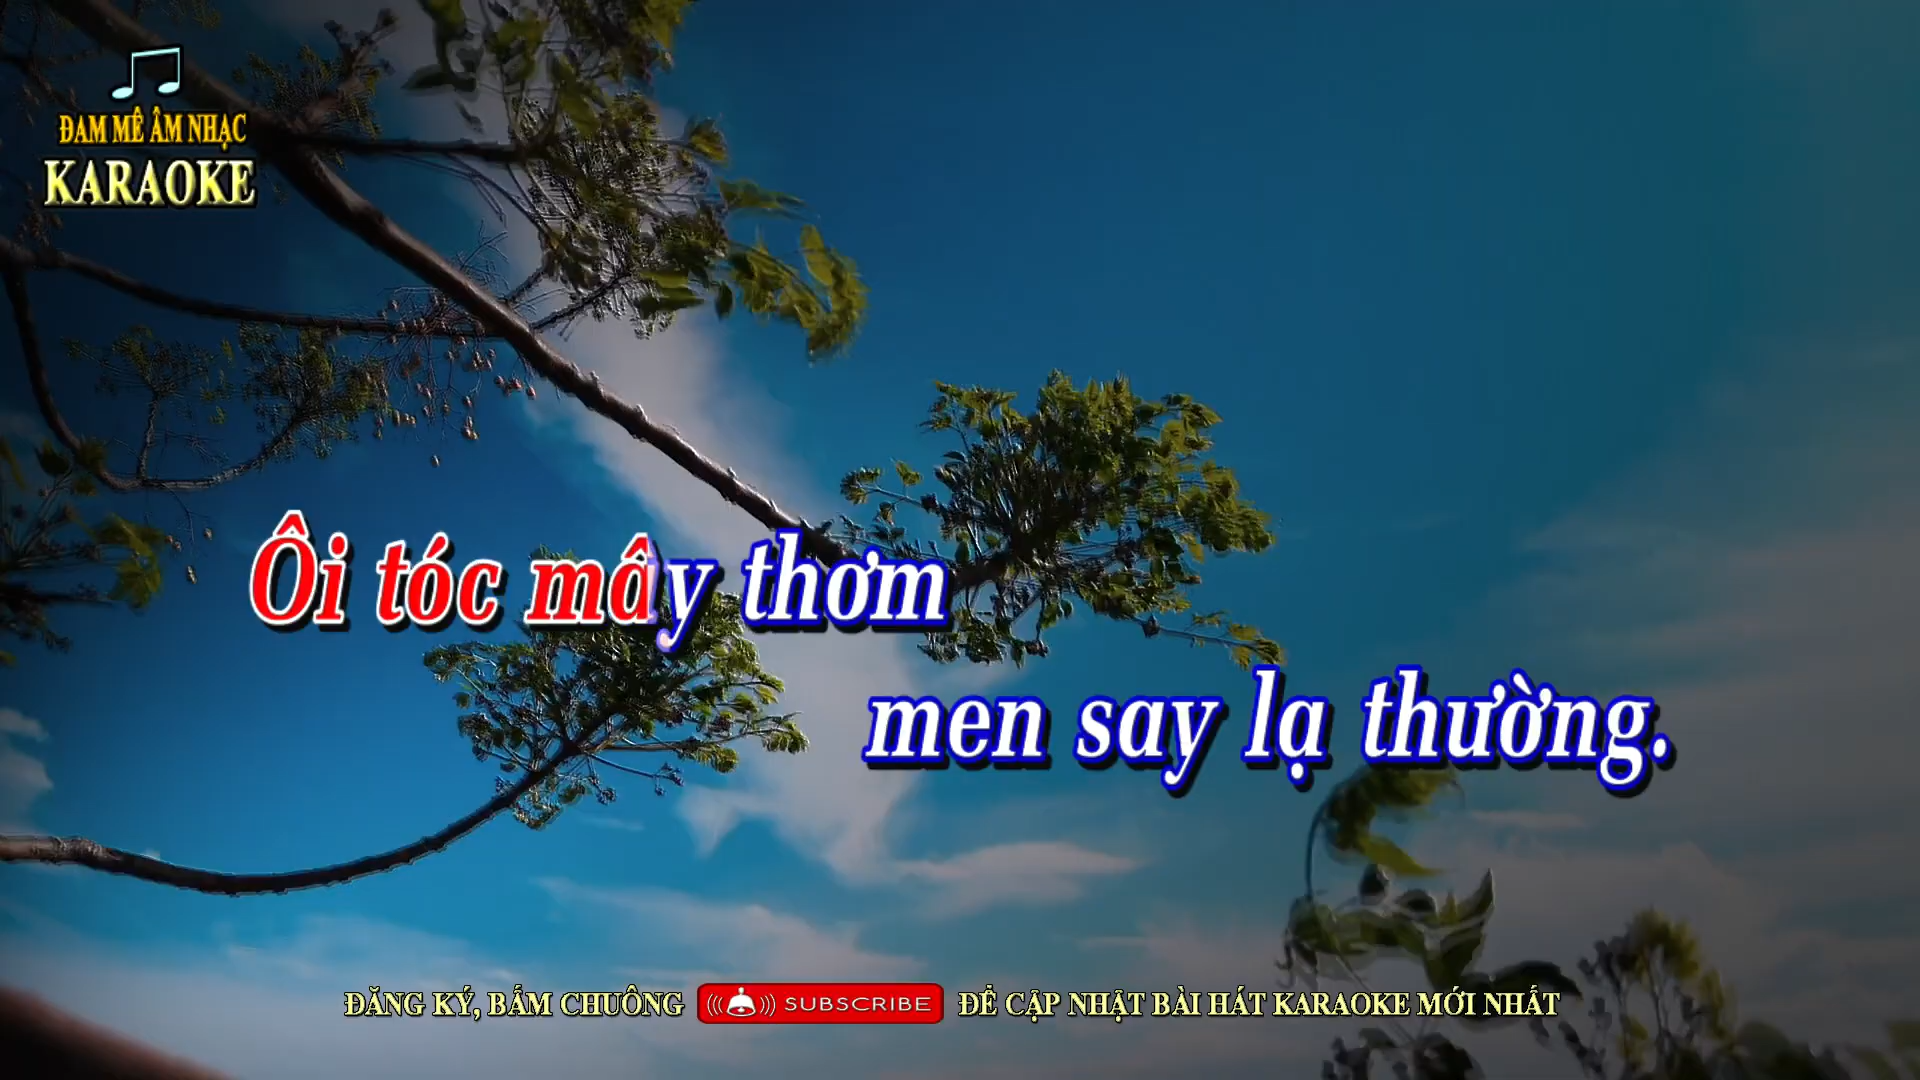 ĐAM MÊ ÂM NHẠC
KARAOKE
Ôi tóc mây thơm
men say lạ thường.
ĐĂNG KÝ, BẤM CHUÔNG SUBSCRIBE ĐỂ CẬP NHẬT BÀI HÁT KARAOKE MỚI NHẤT